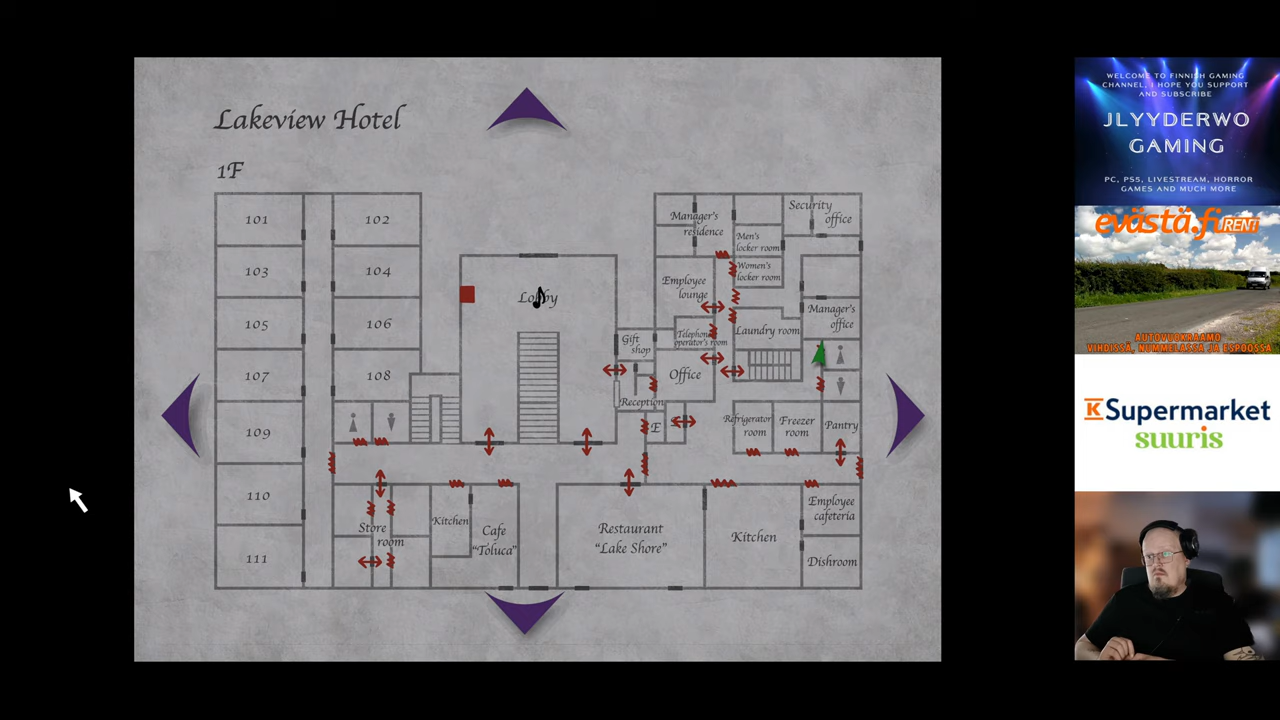 Lakeview Hotel
1F
101
102
103
104
105
106
107
108
109
110
111
Lobby
Gift
shop
Reception
Manager's
residence
Men's
locker room
Women's
locker room
Security
office
Employee
lounge
Telephone
operator's room
Office
Laundry room
Manager's
office
E
Refrigerator
room
Freezer
room
Pantry
Store
room
Kitchen
Cafe
"Toluca"
Restaurant
"Lake Shore"
Kitchen
Employee
cafeteria
Dishroom
WELCOME TO FINNISH GAMING
CHANNEL, I HOPE YOU SUPPORT
AND SUBSCRIBE
JLYYDERWO
GAMING
PC, PS5, LIVESTREAM, HORROR
GAMES AND MUCH MORE
evästä.fi
RENT
AUTOVUOKRAAMO
VIHDISSÄ, NUMMELASSA JA ESPOOSSA
K Supermarket
suuris